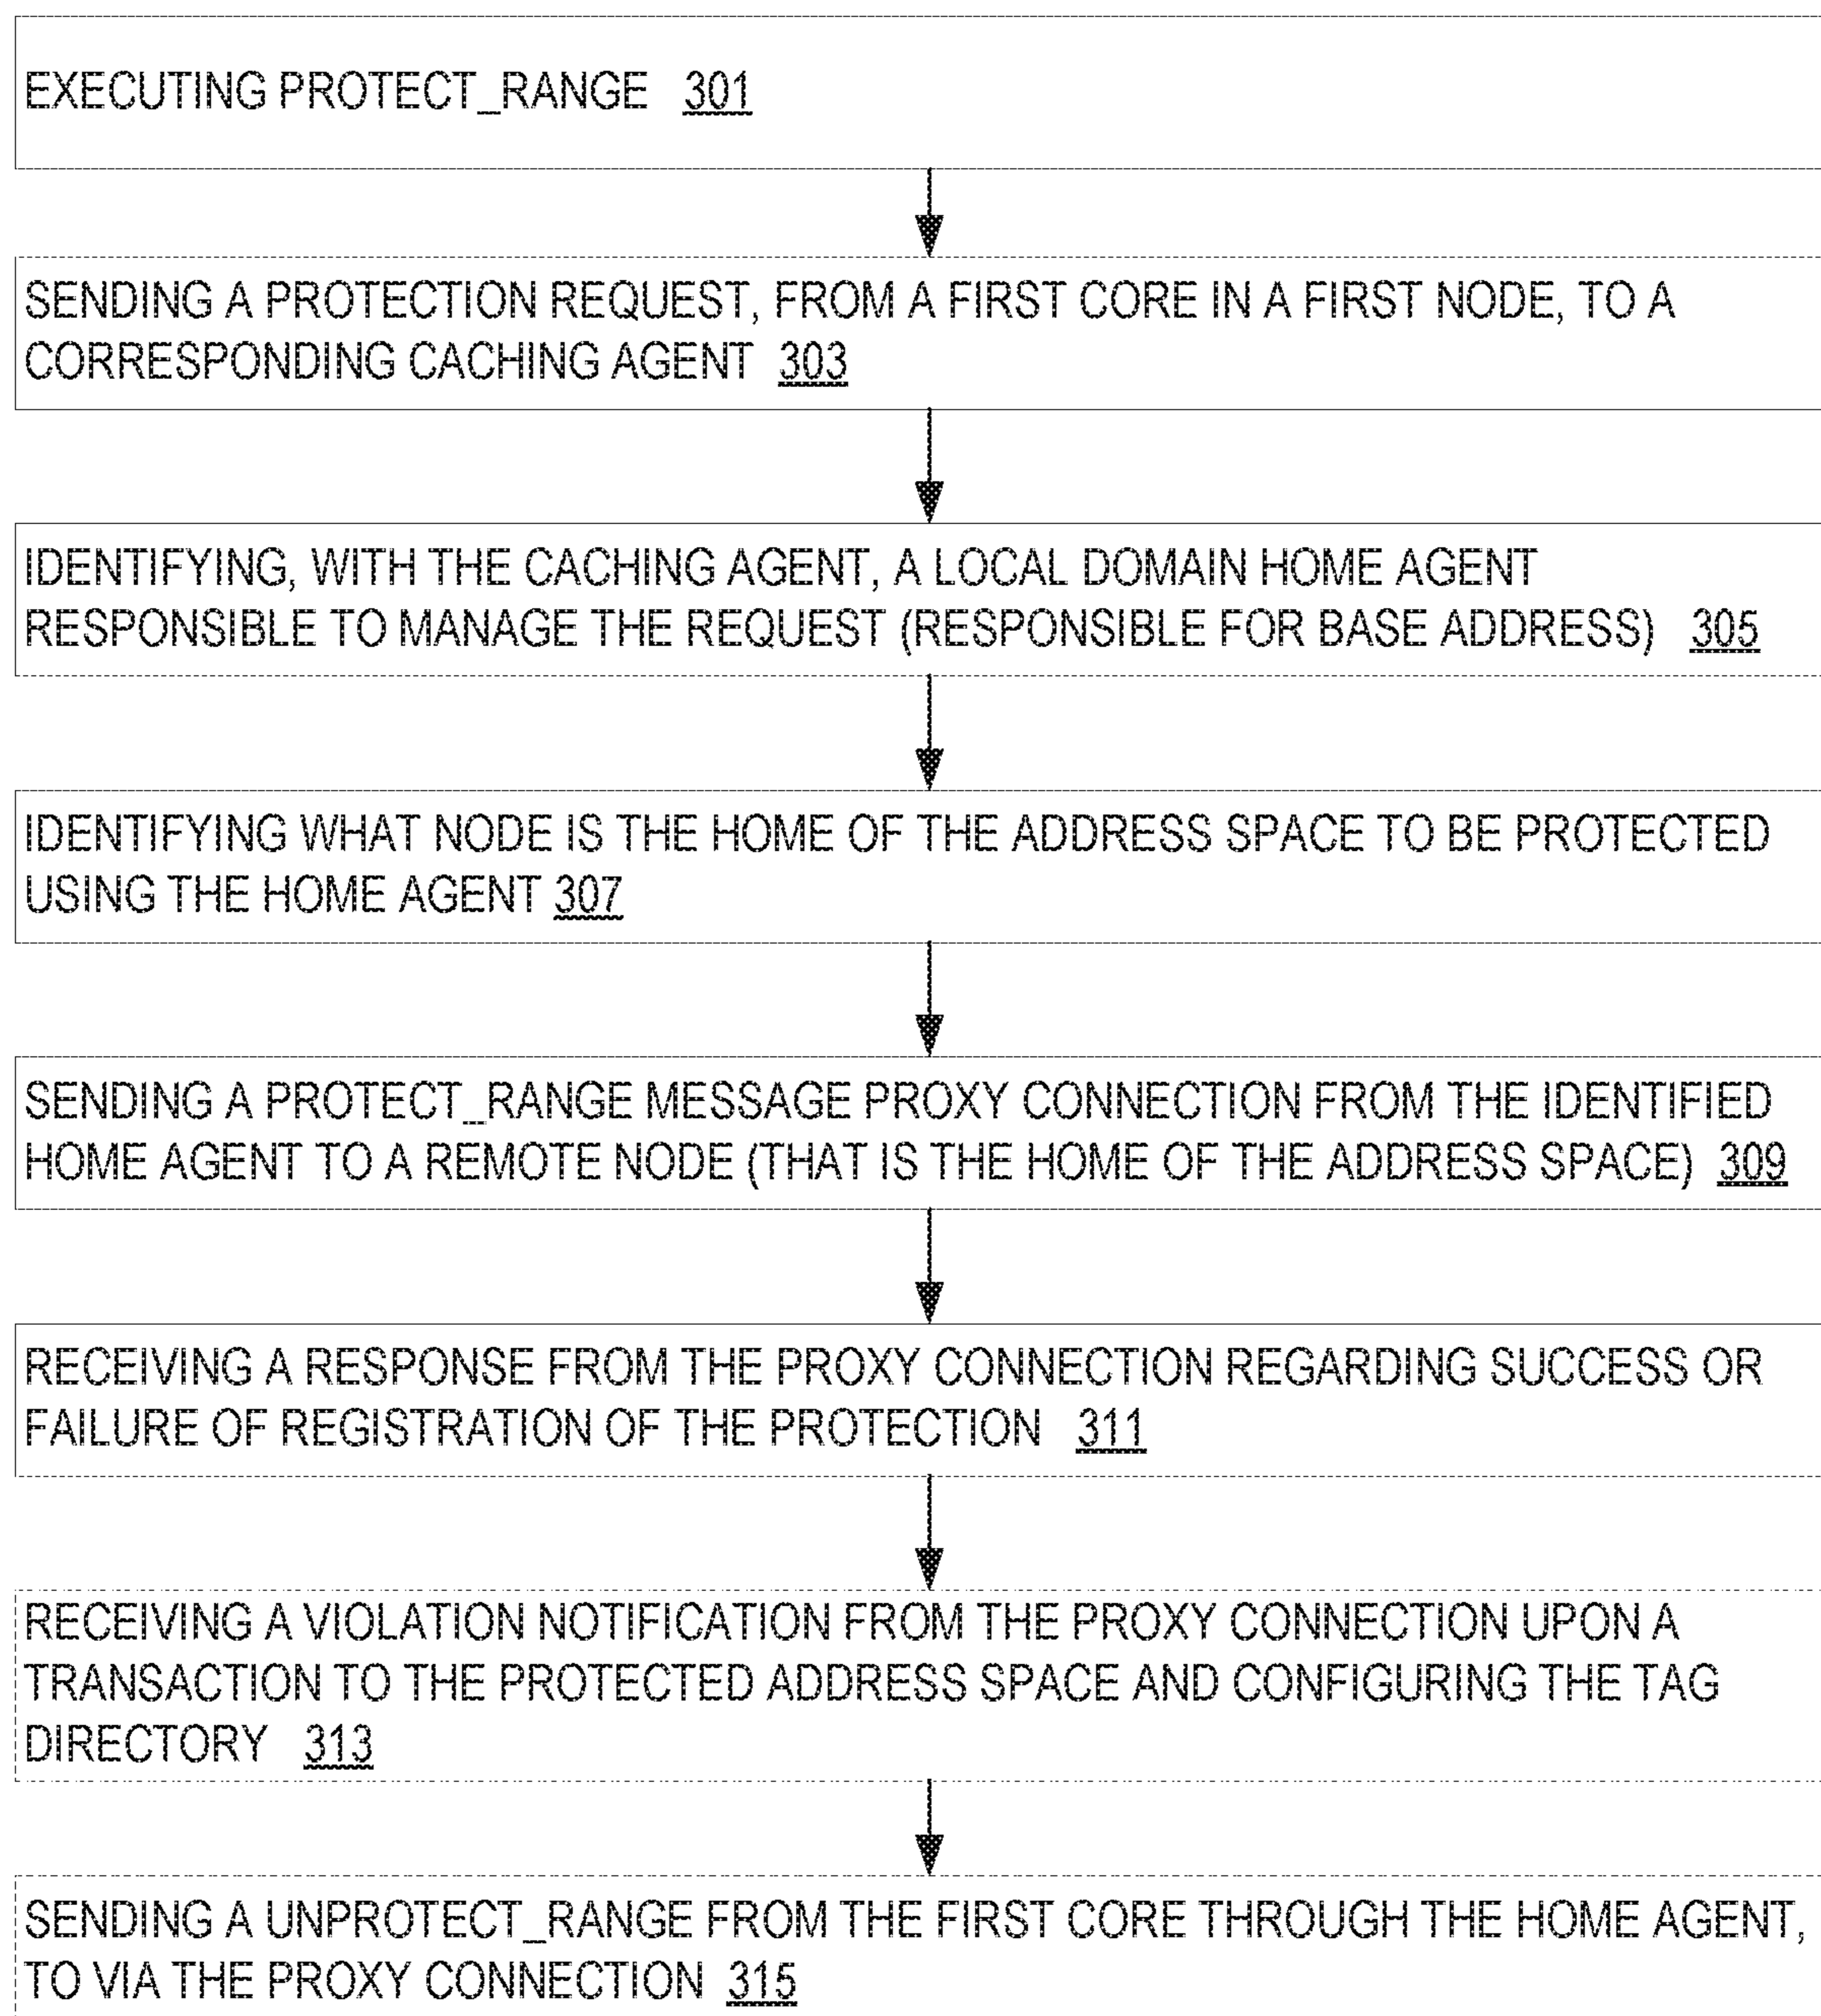 EXECUTING PROTECT_RANGE 301
SENDING A PROTECTION REQUEST, FROM A FIRST CORE IN A FIRST NODE, TO A
CORRESPONDING CACHING AGENT 303
IDENTIFYING, WITH THE CACHING AGENT, A LOCAL DOMAIN HOME AGENT
RESPONSIBLE TO MANAGE THE REQUEST (RESPONSIBLE FOR BASE ADDRESS) 305
IDENTIFYING WHAT NODE IS THE HOME OF THE ADDRESS SPACE TO BE PROTECTED
USING THE HOME AGENT 307
SENDING A PROTECT_RANGE MESSAGE PROXY CONNECTION FROM THE IDENTIFIED
HOME AGENT TO A REMOTE NODE (THAT IS THE HOME OF THE ADDRESS SPACE) 309
RECEIVING A RESPONSE FROM THE PROXY CONNECTION REGARDING SUCCESS OR
FAILURE OF REGISTRATION OF THE PROTECTION 311
RECEIVING A VIOLATION NOTIFICATION FROM THE PROXY CONNECTION UPON A
TRANSACTION TO THE PROTECTED ADDRESS SPACE AND CONFIGURING THE TAG
DIRECTORY 313
SENDING A UNPROTECT_RANGE FROM THE FIRST CORE THROUGH THE HOME AGENT,
TO VIA THE PROXY CONNECTION 315